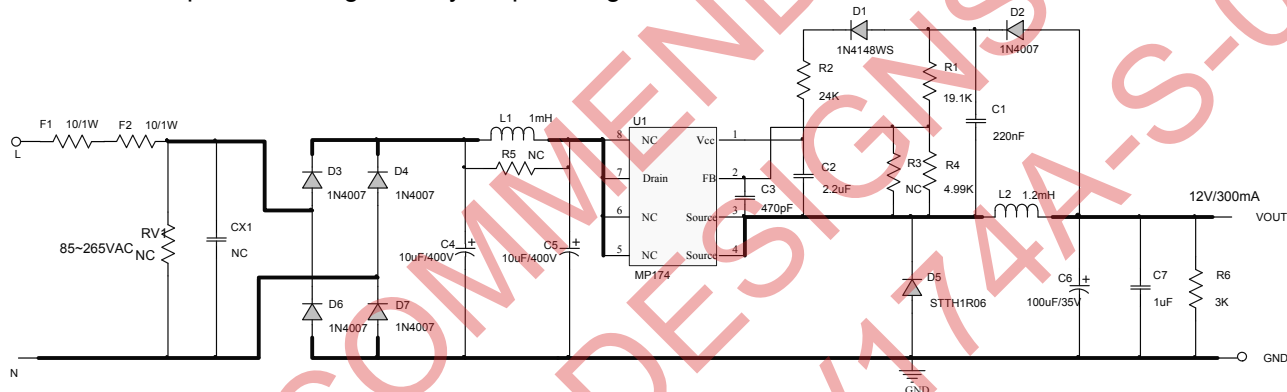 D1
1N4148WS
D2
1N4007
R2
24K
R1
19.1K
C1
220nF
F1 10/1W
F2 10/1W
L
L1 1mH
R5 NC
U1
8 NC
7 Drain
6 NC
5 NC
Vcc 1
FB 2
Source 3
Source 4
MP174
C2
2.2uF
C3
470pF
R3
NC
R4
4.99K
L2 1.2mH
12V/300mA
VOUT
D3
1N4007
D4
1N4007
RV1
NC
85~265VAC
CX1
NC
C4
10uF/400V
+
C5
10uF/400V
+
D6
1N4007
D7
1N4007
D5
STTH1R06
C6
100uF/35V
+
C7
1uF
R6
3K
N
GND
GND
COMMEN
DESIGNS
174A-S-0